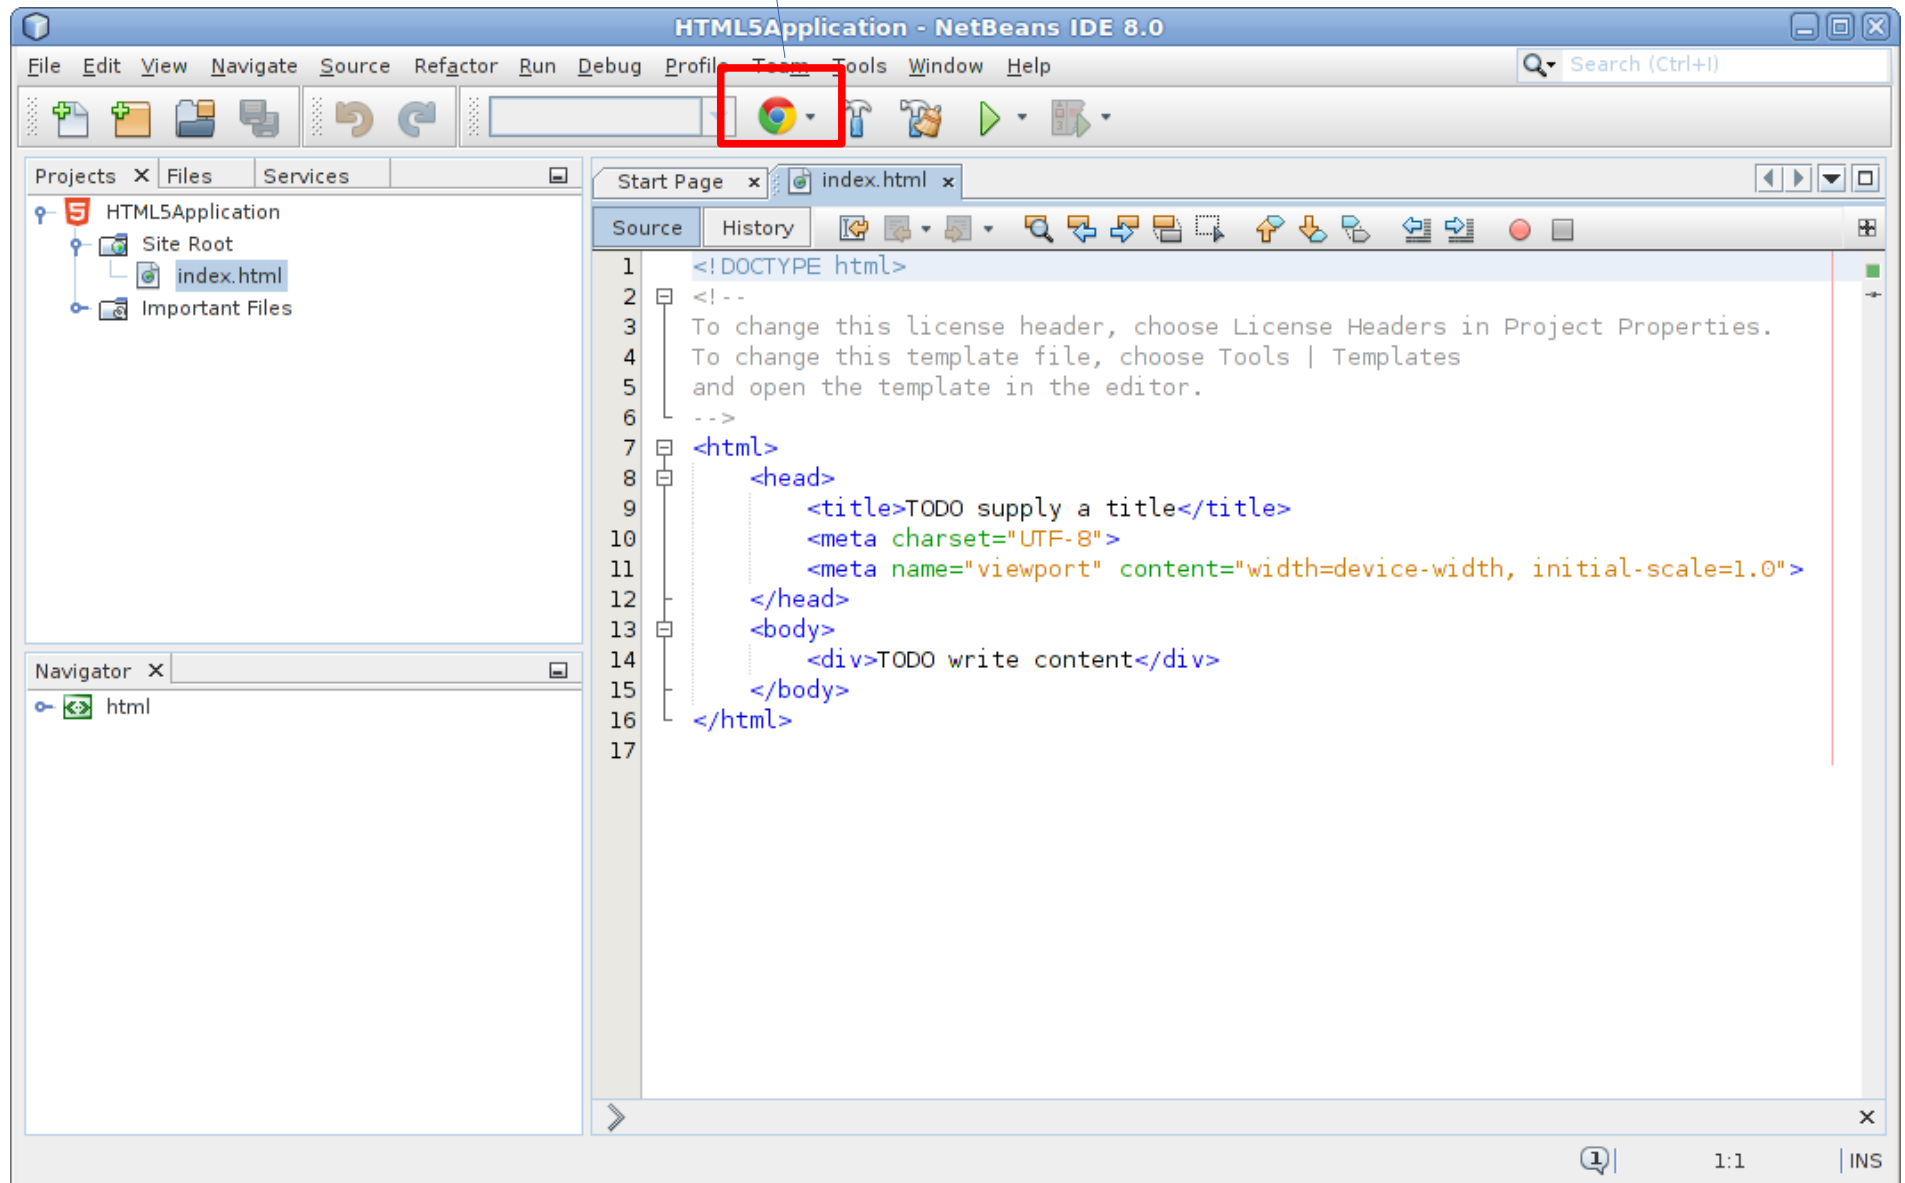 HTML5Application - NetBeans IDE 8.0
File Edit View Navigate Source Refactor Run Debug Profile Team Tools Window Help
Search (Ctrl+I)
Projects Files Services
HTML5Application
Site Root
index.html
Important Files
Navigator
html
Start Page index.html
Source History
1 <!DOCTYPE html>
2 <!--
3 To change this license header, choose License Headers in Project Properties.
4 To change this template file, choose Tools | Templates
5 and open the template in the editor.
6 -->
7 <html>
8 <head>
9 <title>TODO supply a title</title>
10 <meta charset="UTF-8">
11 <meta name="viewport" content="width=device-width, initial-scale=1.0">
12 </head>
13 <body>
14 <div>TODO write content</div>
15 </body>
16 </html>
17
1 1:1 INS